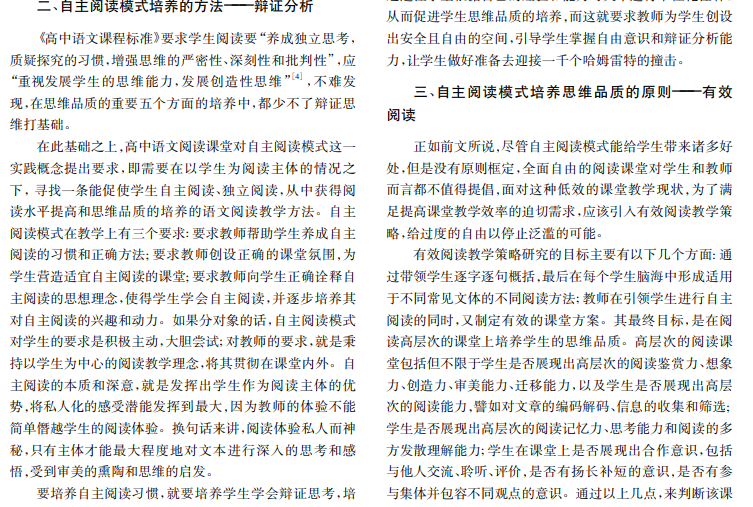 二、自主阅读模式培养的方法——辩证分析
《高中语文课程标准》要求学生阅读要“养成独立思考,
质疑探究的习惯,增强思维的严密性、深刻性和批判性”,应
“重视发展学生的思维能力,发展创造性思维”[4],不难发
现,在思维品质的重要五个方面的培养中,都少不了辩证思
维打基础。
在此基础之上,高中语文阅读课堂对自主阅读模式这一
实践概念提出要求,即需要在以学生为阅读主体的情况之
下,寻找一条能促使学生自主阅读、独立阅读,从中获得阅
读水平提高和思维品质的培养的语文阅读教学方法。自主
阅读模式在教学上有三个要求:要求教师帮助学生养成自主
阅读的习惯和正确方法;要求教师创设正确的课堂氛围,为
学生营造适宜自主阅读的课堂;要求教师向学生正确诠释自
主阅读的思想理念,使得学生学会自主阅读,并逐步培养其
对自主阅读的兴趣和动力。如果分对象的话,自主阅读模式
对学生的要求是积极主动,大胆尝试;对教师的要求,就是秉
持以学生为中心的阅读教学理念,将其贯彻在课堂内外。自
主阅读的本质和深意,就是发挥出学生作为阅读主体的优
势,将私人化的感受潜能发挥到最大,因为教师的体验不能
简单僭越学生的阅读体验。换句话来讲,阅读体验私人而神
秘,只有主体才能最大程度地对文本进行深入的思考和感
悟,受到审美的熏陶和思维的启发。
要培养自主阅读习惯,就要培养学生学会辩证思考,培
从而促进学生思维品质的培养,而这就要求教师为学生创设
出安全且自由的空间,引导学生掌握自由意识和辩证分析能
力,让学生做好准备去迎接一千个哈姆雷特的撞击。
三、自主阅读模式培养思维品质的原则——有效
阅读
正如前文所说,尽管自主阅读模式能给学生带来诸多好
处,但是没有原则框定,全面自由的阅读课堂对学生和教师
而言都不值得提倡,面对这种低效的课堂教学现状,为了满
足提高课堂教学效率的迫切需求,应该引入有效阅读教学策
略,给过度的自由以停止泛滥的可能。
有效阅读教学策略研究的目标主要有以下几个方面:通
过带领学生逐字逐句概括,最后在每个学生脑海中形成适用
于不同常见文体的不同阅读方法;教师在引领学生进行自主
阅读的同时,又制定有效的课堂方案。其最终目标,是在阅
读高层次的课堂上培养学生的思维品质。高层次的阅读课
堂包括但不限于学生是否展现出高层次的阅读鉴赏力、想象
力、创造力、审美能力、迁移能力,以及学生是否展现出高层
次的阅读能力,譬如对文章的编码解码、信息的收集和筛选;
学生是否展现出高层次的阅读记忆力、思考能力和阅读的多
方发散理解能力;学生在课堂上是否展现出合作意识,包括
与他人交流、聆听、评价,是否有扬长补短的意识,是否有参
与集体并包容不同观点的意识。通过以上几点,来判断该课